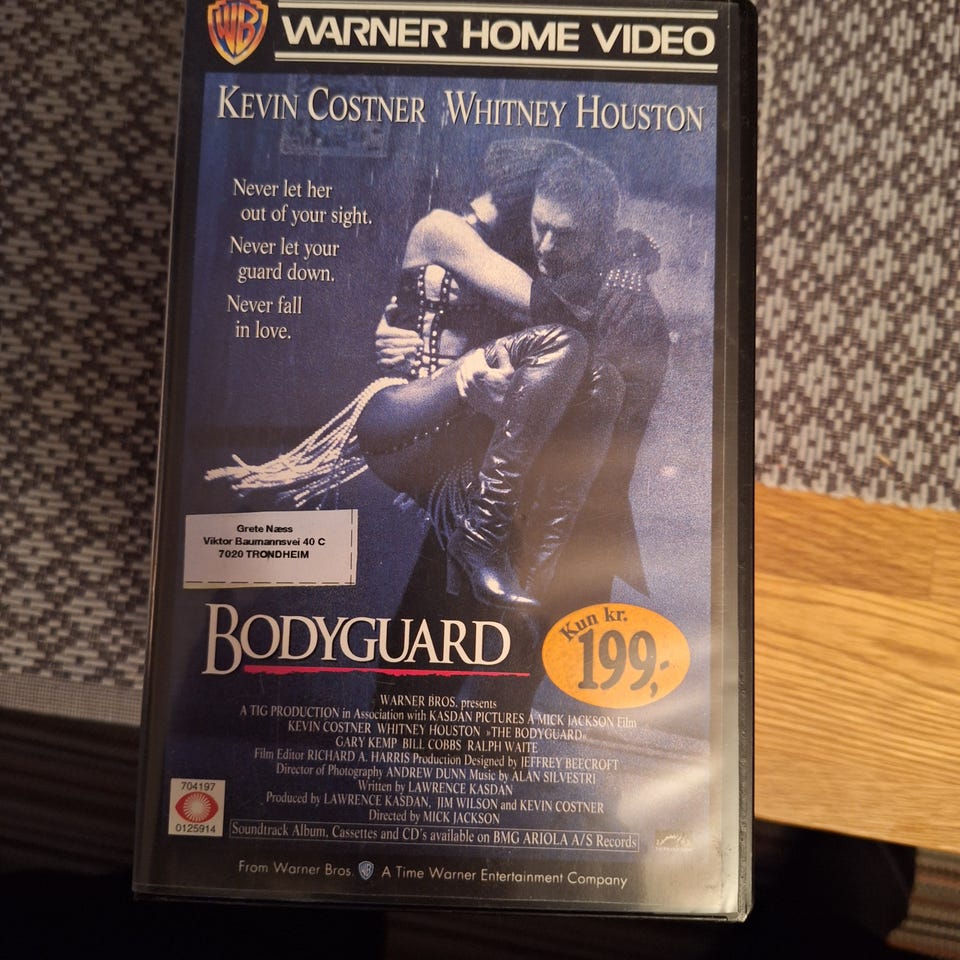 WB WARNER HOME VIDEO
KEVIN COSTNER WHITNEY HOUSTON
Never let her
out of your sight.
Never let your
guard down.
Never fall
in love.
Grete Næss
Viktor Baumannsvei 40 C
7020 TRONDHEIM
BODYGUARD
Kun kr.
199,-
WARNER BROS. presents
A TIG PRODUCTION in Association with KASDAN PICTURES A MICK JACKSON Film
KEVIN COSTNER WHITNEY HOUSTON »THE BODYGUARD«
GARY KEMP BILL COBBS RALPH WAITE
Film Editor RICHARD A. HARRIS Production Designed by JEFFREY BEECROFT
Director of Photography ANDREW DUNN Music by ALAN SILVESTRI
Written by LAWRENCE KASDAN
Produced by LAWRENCE KASDAN, JIM WILSON and KEVIN COSTNER
Directed by MICK JACKSON
704197
0125914
Soundtrack Album, Cassettes and CD's available on BMG ARIOLA A/S Records
From Warner Bros. WB A Time Warner Entertainment Company